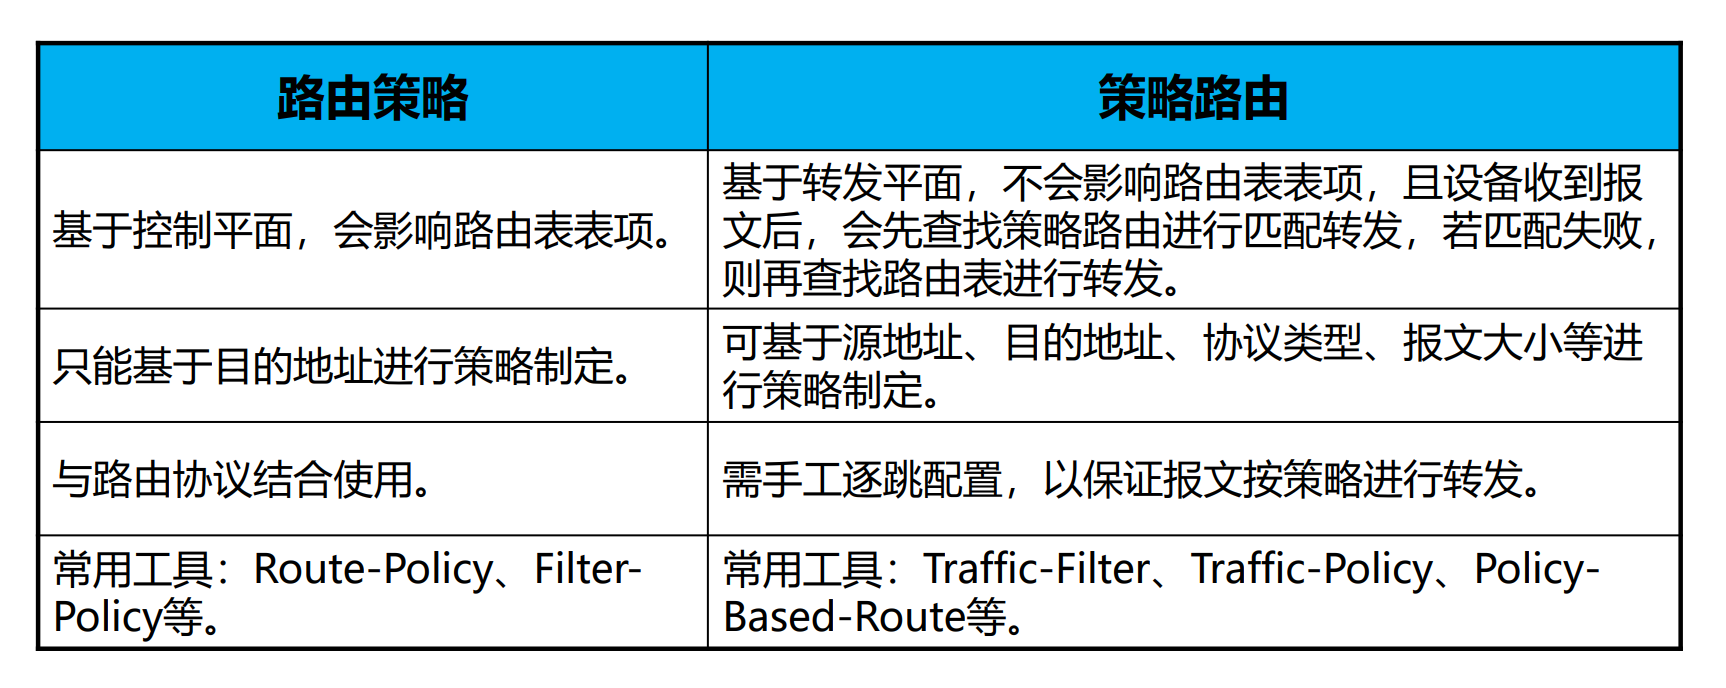 路由策略
策略路由
基于控制平面，会影响路由表表项。
基于转发平面，不会影响路由表表项，且设备收到报
文后，会先查找策略路由进行匹配转发，若匹配失败，
则再查找路由表进行转发。
只能基于目的地址进行策略制定。
可基于源地址、目的地址、协议类型、报文大小等进
行策略制定。
与路由协议结合使用。
需手工逐跳配置，以保证报文按策略进行转发。
常用工具：Route-Policy、Filter-
Policy等。
常用工具：Traffic-Filter、Traffic-Policy、Policy-
Based-Route等。